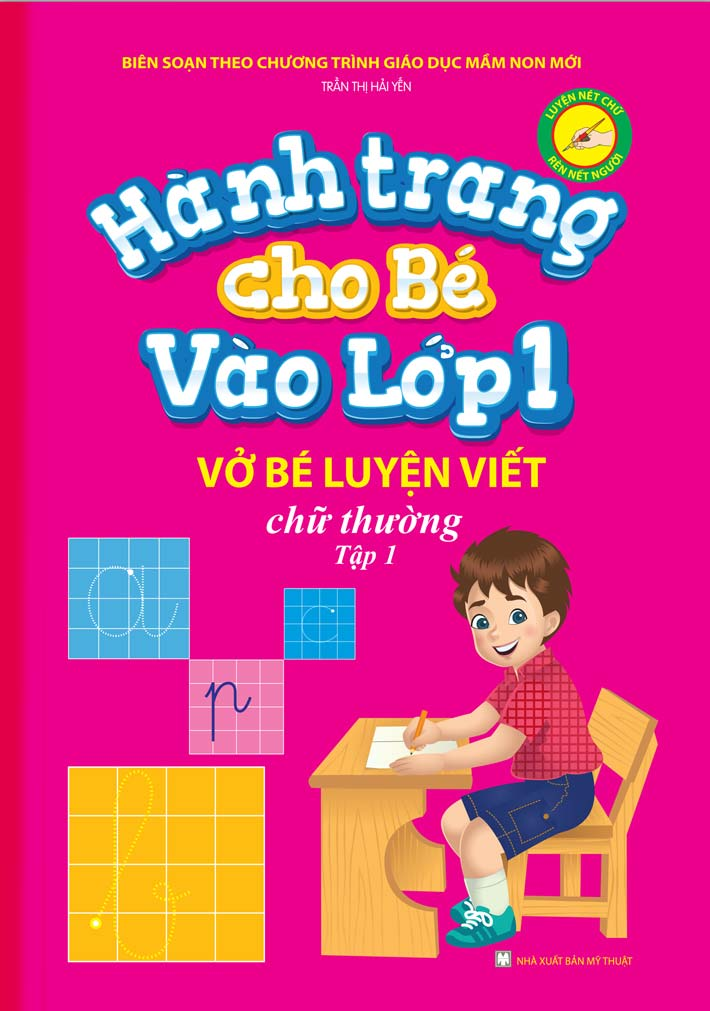 BIÊN SOẠN THEO CHƯƠNG TRÌNH GIÁO DỤC MẦM NON MỚI
TRẦN THỊ HẢI YẾN
LUYỆN NÉT CHỮ
RÈN NẾT NGƯỜI
Hành trang
cho Bé
Vào Lớp 1
VỞ BÉ LUYỆN VIẾT
chữ thường
Tập 1
a
c
p
b
NHÀ XUẤT BẢN MỸ THUẬT